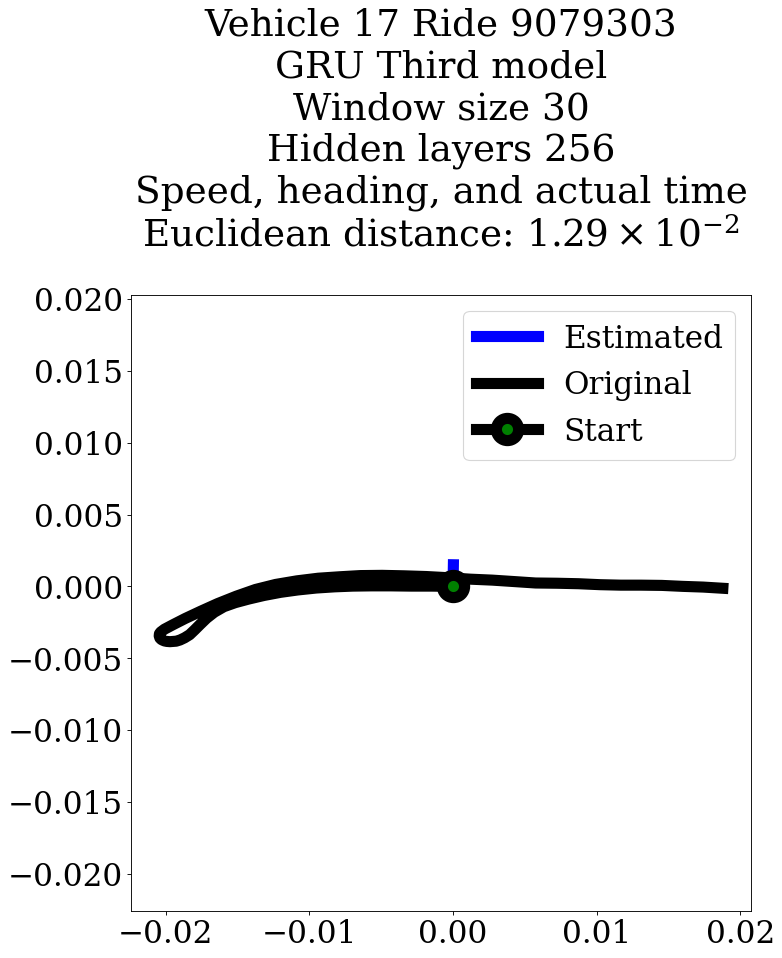 Vehicle 17 Ride 9079303
GRU Third model
Window size 30
Hidden layers 256
Speed, heading, and actual time
Euclidean distance: 1.29 × 10⁻²
Estimated
Original
Start
0.020
0.015
0.010
0.005
0.000
−0.005
−0.010
−0.015
−0.020
−0.02 −0.01 0.00 0.01 0.02